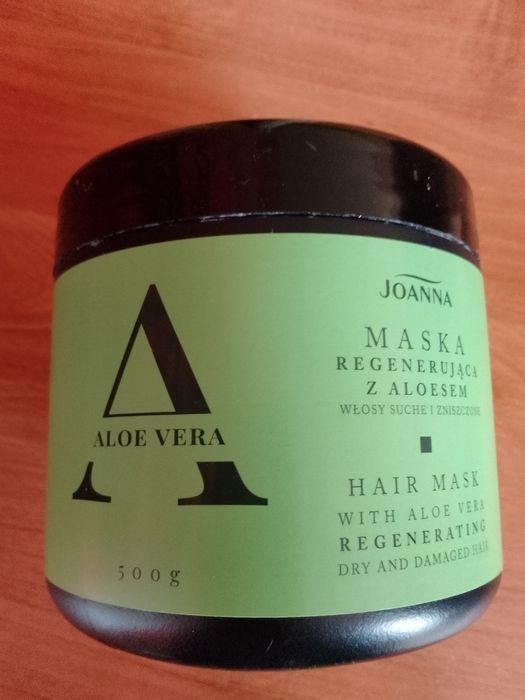 A
ALOE VERA
500g
JOANNA
MASKA
REGENERUJĄCA
Z ALOESEM
WŁOSY SUCHE I ZNISZCZONE
HAIR MASK
WITH ALOE VERA
REGENERATING
DRY AND DAMAGED HAIR